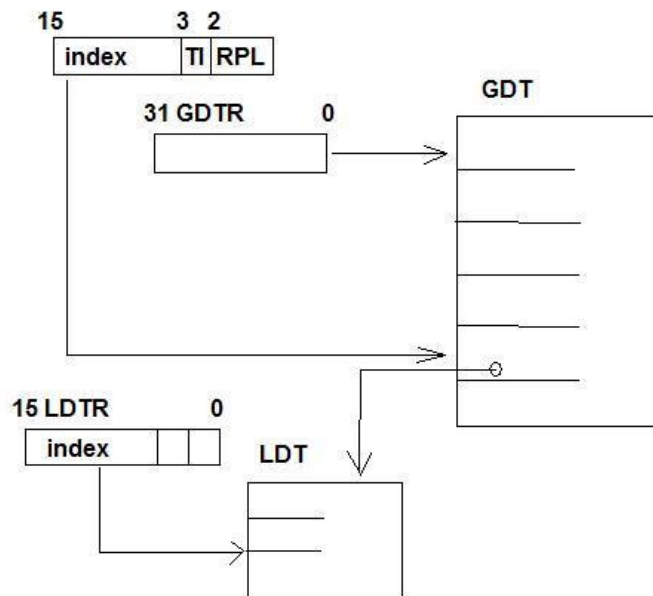 15 3 2
index TI RPL
31 GDTR 0
GDT
15 LDTR 0
index
LDT